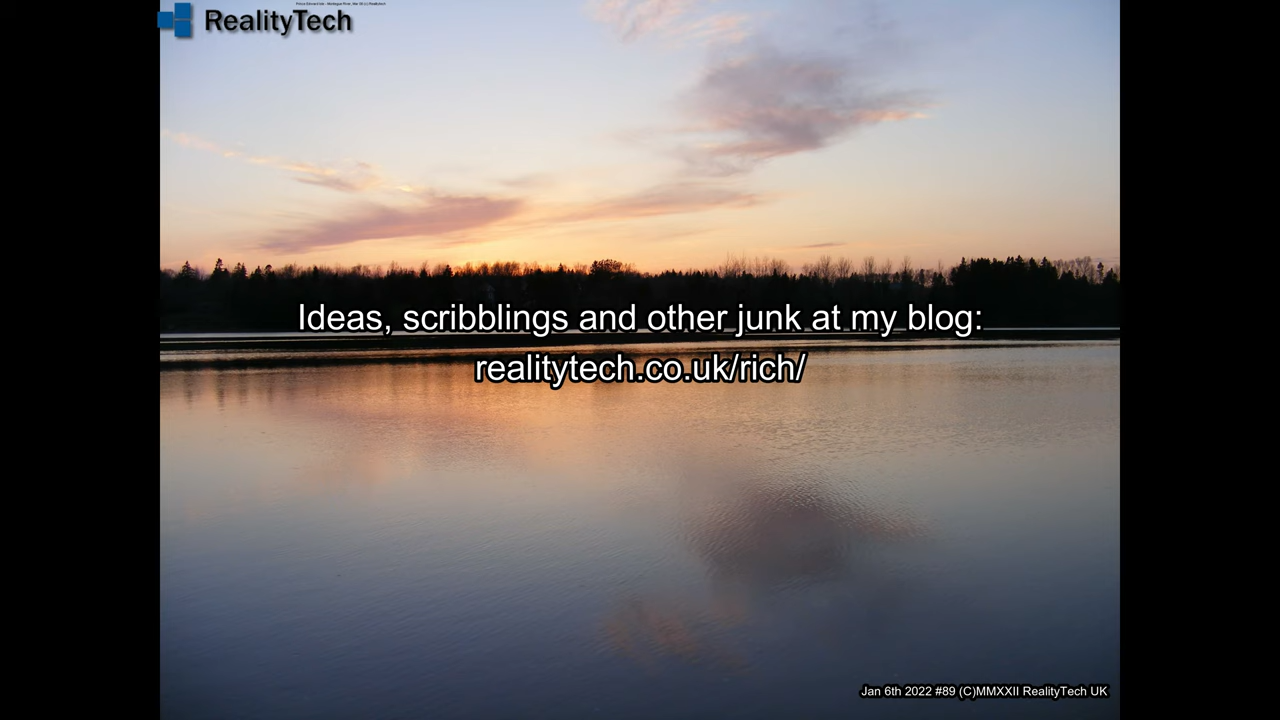 RealityTech
Ideas, scribblings and other junk at my blog:
realitytech.co.uk/rich/
Jan 6th 2022 #89 (C)MMXXII RealityTech UK